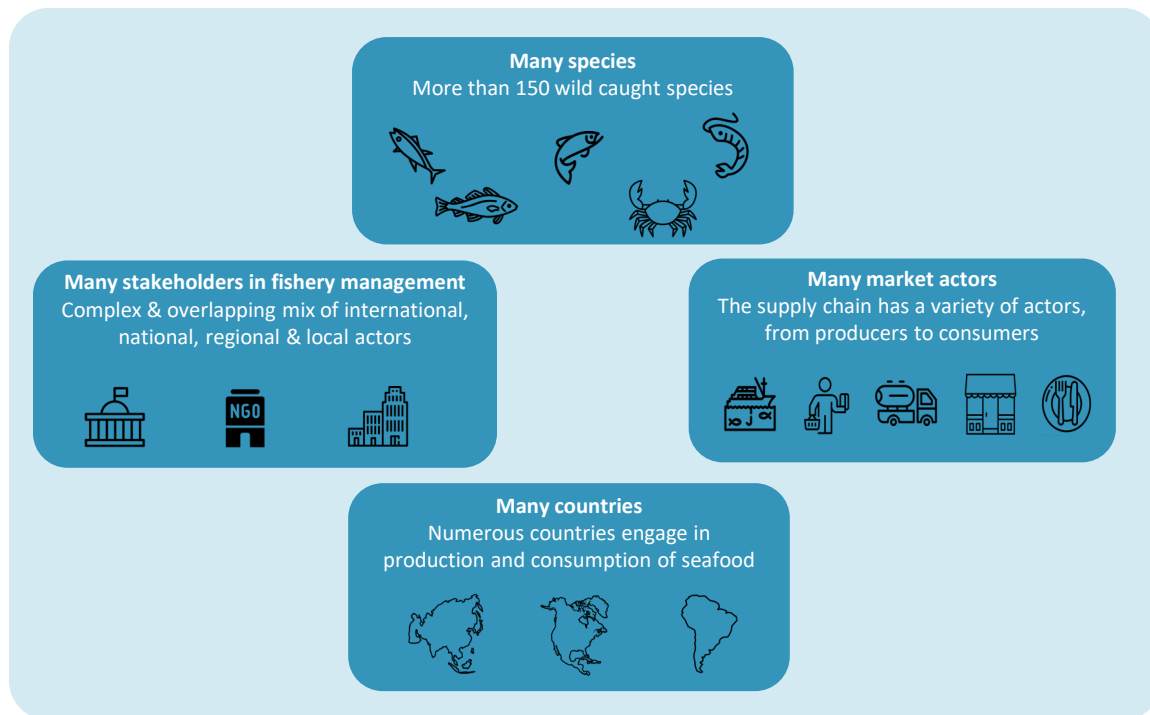 Many species
More than 150 wild caught species
Many stakeholders in fishery management
Complex & overlapping mix of international,
national, regional & local actors
NGO
Many market actors
The supply chain has a variety of actors,
from producers to consumers
Many countries
Numerous countries engage in
production and consumption of seafood